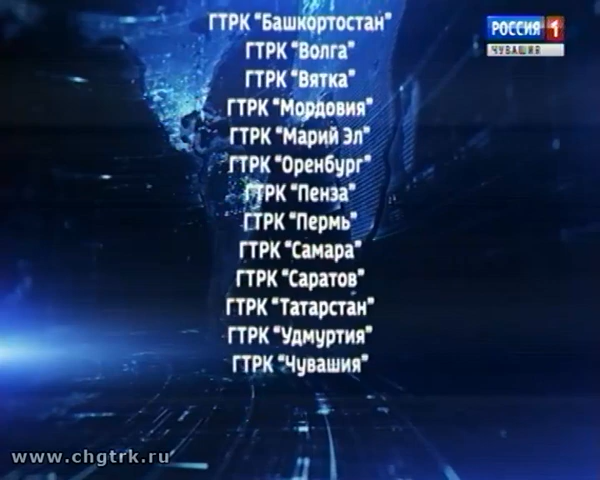 ГТРК “Башкортостан”
РОССИЯ 1
ЧУВАШИЯ
ГТРК “Волга”
ГТРК “Вятка”
ГТРК “Мордовия”
ГТРК “Марий Эл”
ГТРК “Оренбург”
ГТРК “Пенза”
ГТРК “Пермь”
ГТРК “Самара”
ГТРК “Саратов”
ГТРК “Татарстан”
ГТРК “Удмуртия”
ГТРК “Чувашия”
www.chgtrk.ru